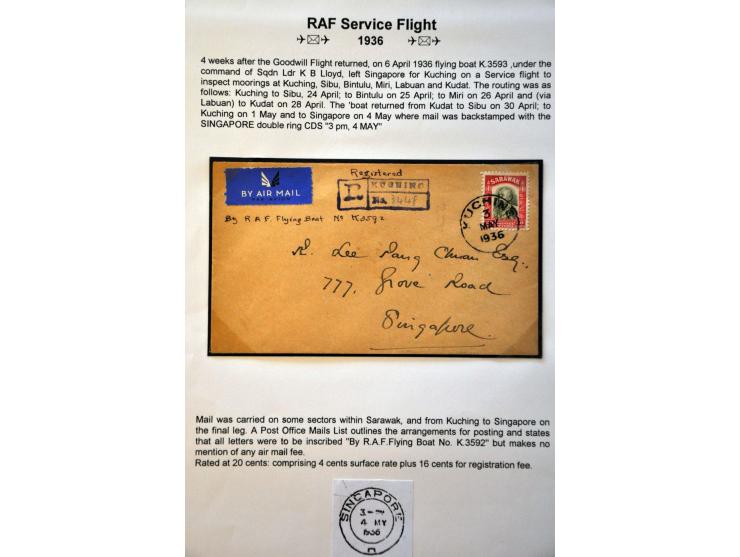 RAF Service Flight
1936
4 weeks after the Goodwill Flight returned, on 6 April 1936 flying boat K.3593 ,under the
command of Sqdn Ldr K B Lloyd, left Singapore for Kuching on a Service flight to
inspect moorings at Kuching, Sibu, Bintulu, Miri, Labuan and Kudat. The routing was as
follows: Kuching to Sibu, 24 April; to Bintulu on 25 April; to Miri on 26 April and (via
Labuan) to Kudat on 28 April. The 'boat returned from Kudat to Sibu on 30 April; to
Kuching on 1 May and to Singapore on 4 May where mail was backstamped with the
SINGAPORE double ring CDS "3 pm, 4 MAY"
Registered
BY AIR MAIL
PAR AVION
R
KUCHING
No. 3448
SARAWAK
KUCHING
3
MAY
1936
By R.A.F. Flying Boat No K3592
K. Lee Pang Chuan Esq.,
777, Grove Road
Singapore.
Mail was carried on some sectors within Sarawak, and from Kuching to Singapore on
the final leg. A Post Office Mails List outlines the arrangements for posting and states
that all letters were to be inscribed "By R.A.F.Flying Boat No. K.3592" but makes no
mention of any air mail fee.
Rated at 20 cents: comprising 4 cents surface rate plus 16 cents for registration fee.
SINGAPORE
4 MY
1936